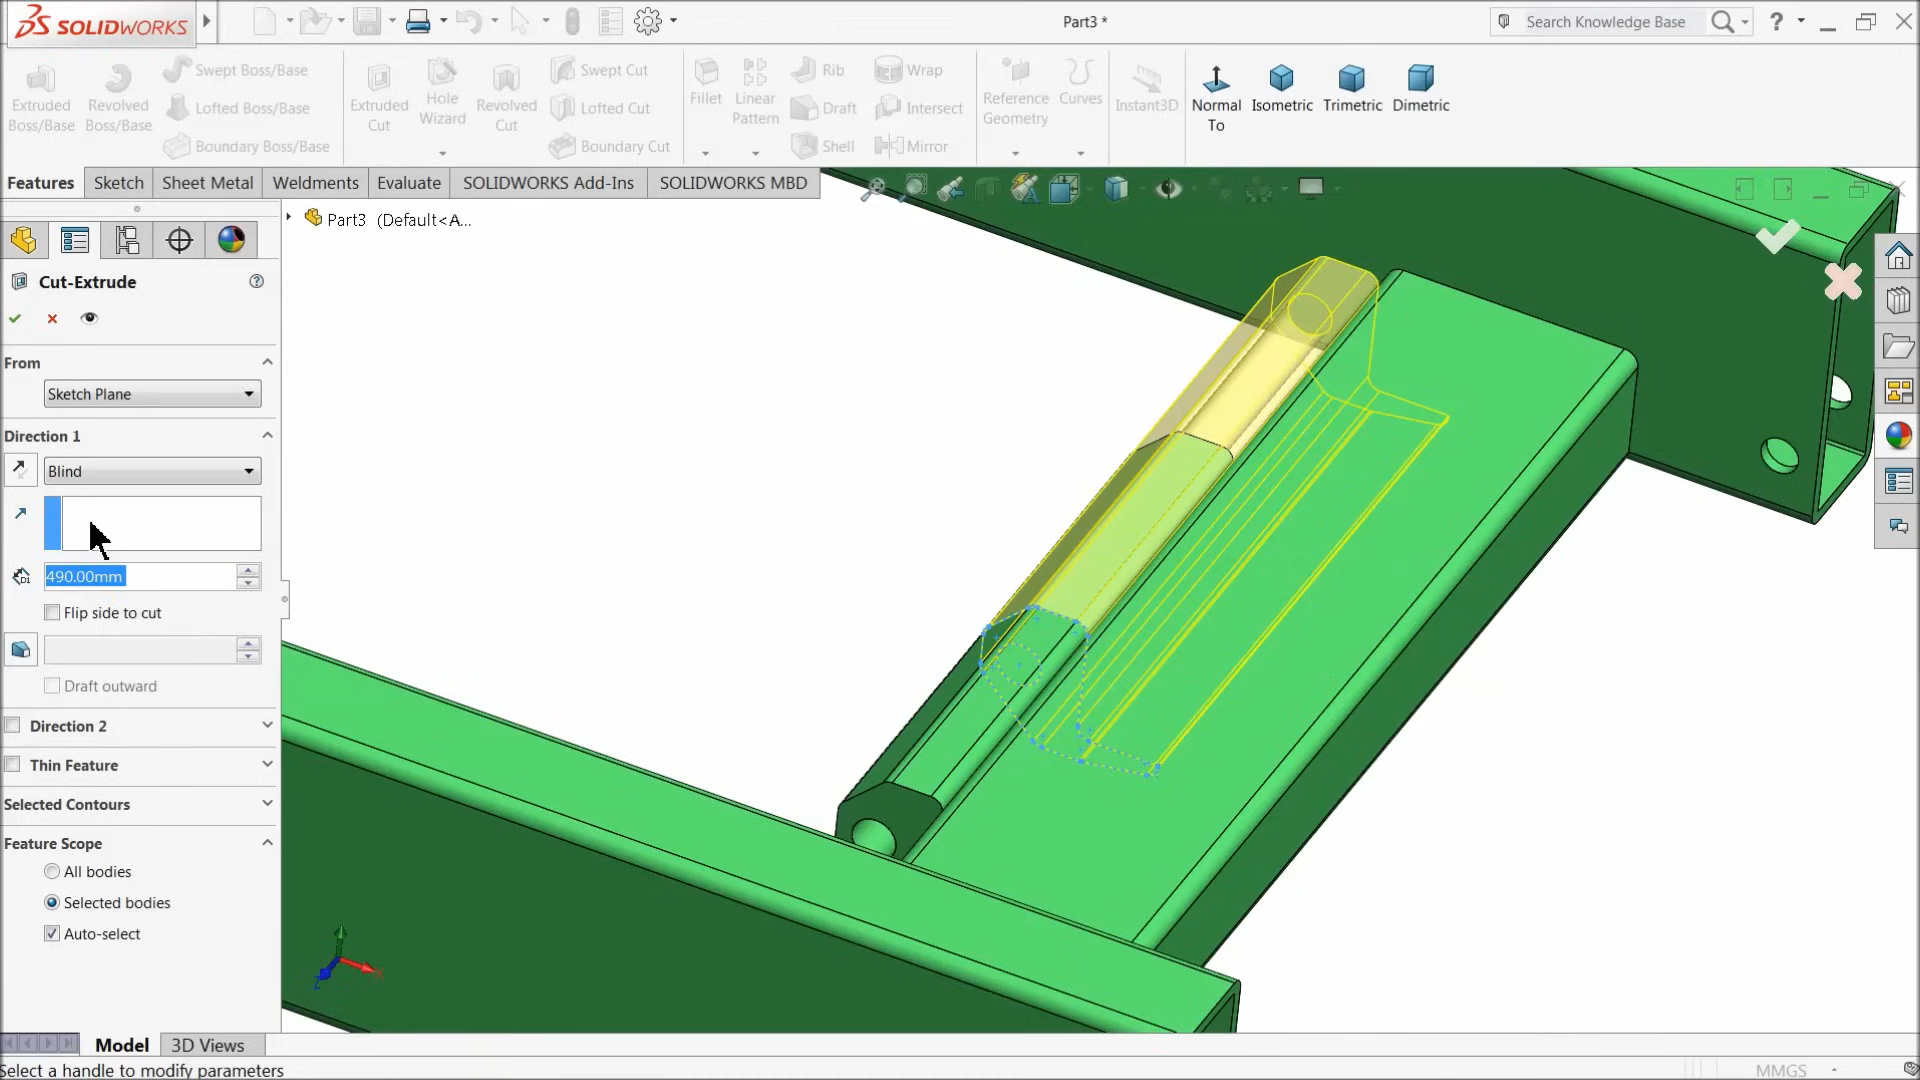 SOLIDWORKS
Part3 *
Search Knowledge Base
?
Extruded Boss/Base
Revolved Boss/Base
Swept Boss/Base
Lofted Boss/Base
Boundary Boss/Base
Extruded Cut
Hole Wizard
Revolved Cut
Swept Cut
Lofted Cut
Boundary Cut
Fillet
Linear Pattern
Rib
Draft
Shell
Wrap
Intersect
Mirror
Reference Geometry
Curves
Instant3D
Normal To
Isometric
Trimetric
Dimetric
Features
Sketch
Sheet Metal
Weldments
Evaluate
SOLIDWORKS Add-Ins
SOLIDWORKS MBD
Part3 (Default<A...
Cut-Extrude
?
From
Sketch Plane
Direction 1
Blind
D1
490.00mm
Flip side to cut
Draft outward
Direction 2
Thin Feature
Selected Contours
Feature Scope
All bodies
Selected bodies
Auto-select
X
Z
Model
3D Views
Select a handle to modify parameters
MMGS